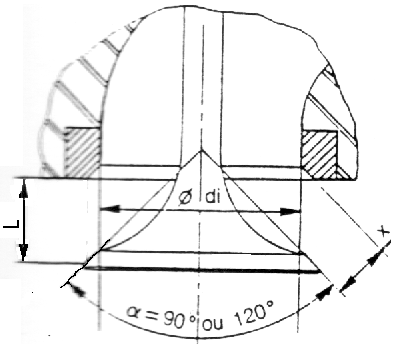 L
Ø di
x
α = 90° ou 120°